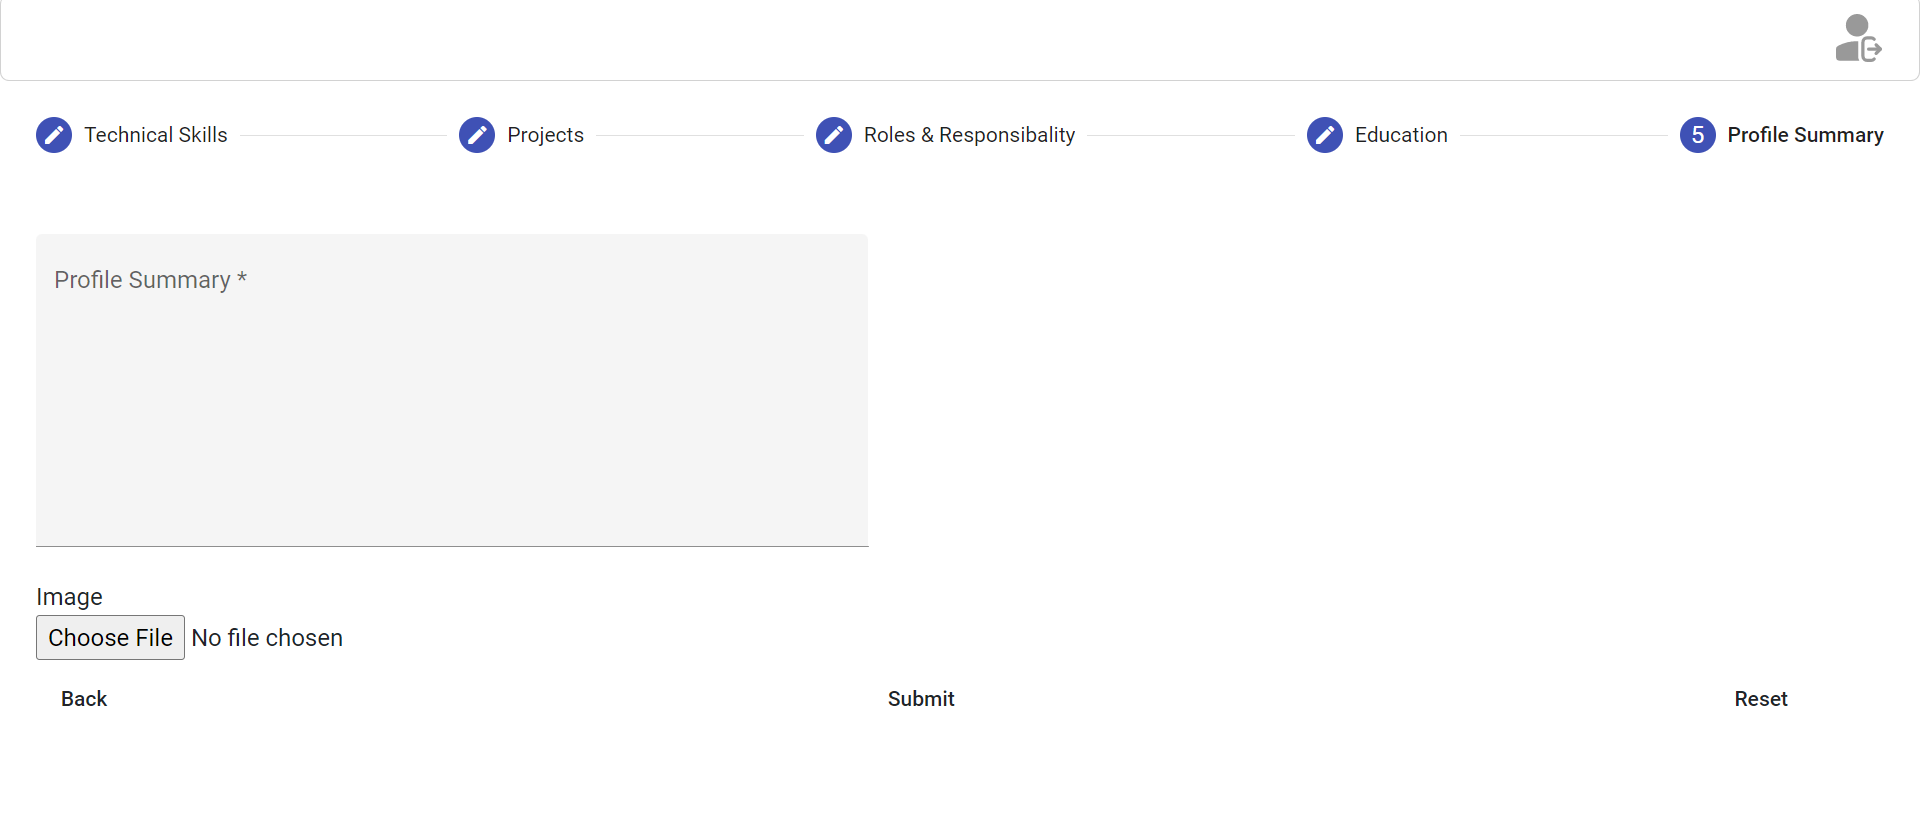 Technical Skills Projects Roles & Responsibality Education 5 Profile Summary
Profile Summary *
Image
Choose File No file chosen
Back Submit Reset